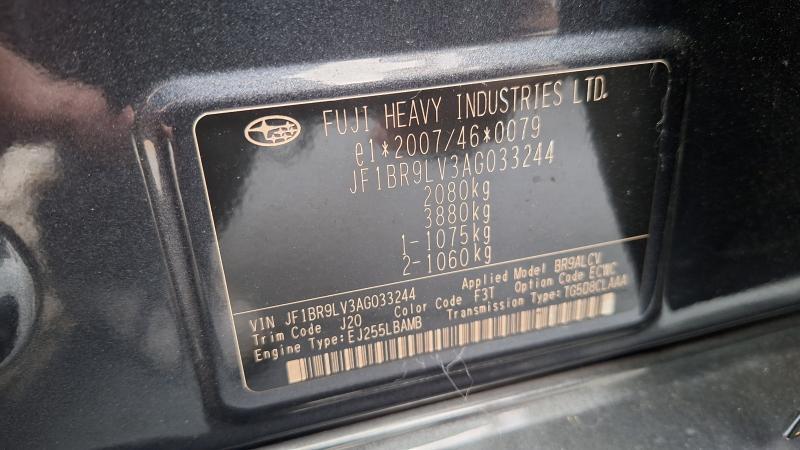 FUJI HEAVY INDUSTRIES LTD.
e1*2007/46*0079
JF1BR9LV3AG033244
2080kg
3880kg
1-1075kg
2-1060kg
VIN JF1BR9LV3AG033244 Applied Model BR9ALCV
Trim Code J20 Color Code F3T Option Code ECWC
Engine Type:EJ255LBAMB Transmission Type:TG5D8CLAAA